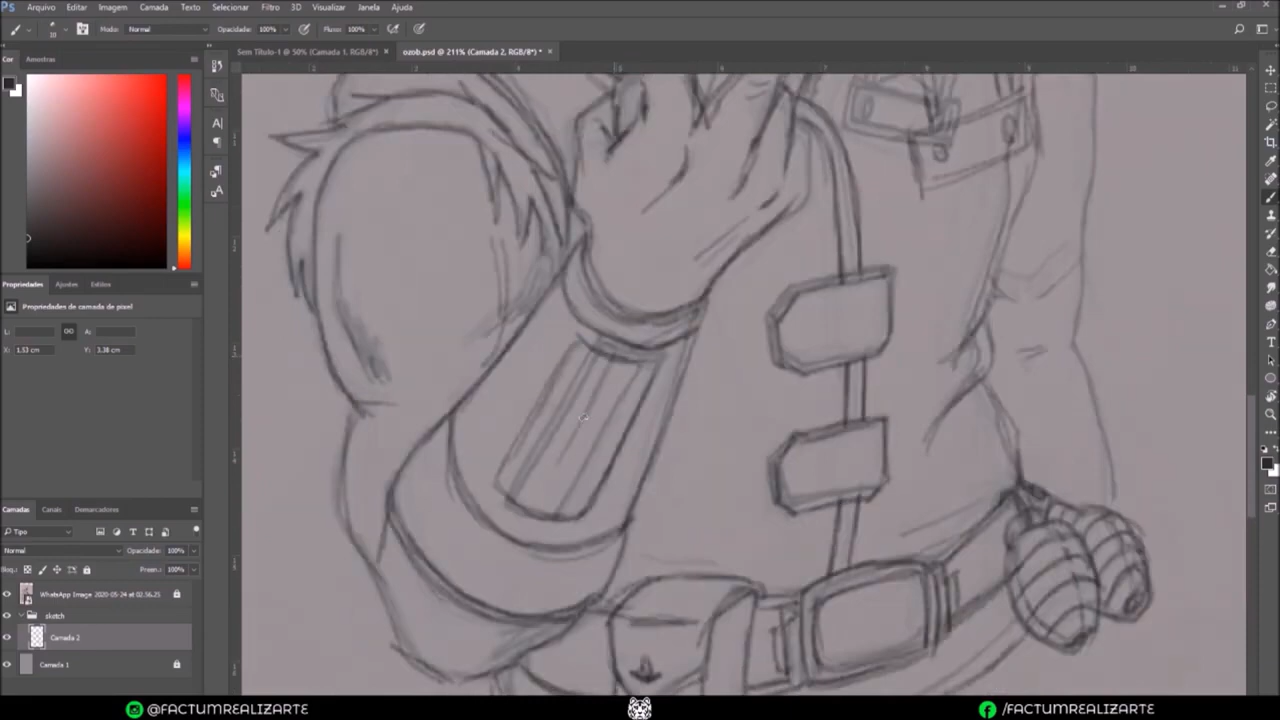 Ps Arquivo Editar Imagem Camada Texto Selecionar Filtro 3D Visualizar Janela Ajuda
Modo: Normal Opacidade: 100% Fluxo: 100%
Sem Título-1 @ 50% (Camada 1, RGB/8*) × ozob.psd @ 211% (Camada 2, RGB/8*) * ×
Cor Amostras
Propriedades Ajustes Estilos
Propriedades de camada de pixel
L: A:
X: 1.53 cm Y: 3.38 cm
Camadas Canais Demarcadores
Tipo
Normal Opacidade: 100%
Bloq.: Preen.: 100%
WhatsApp Image 2020-05-24 at 02.56.25
sketch
Camada 2
Camada 1
@FACTUMREALIZARTE
/FACTUMREALIZARTE